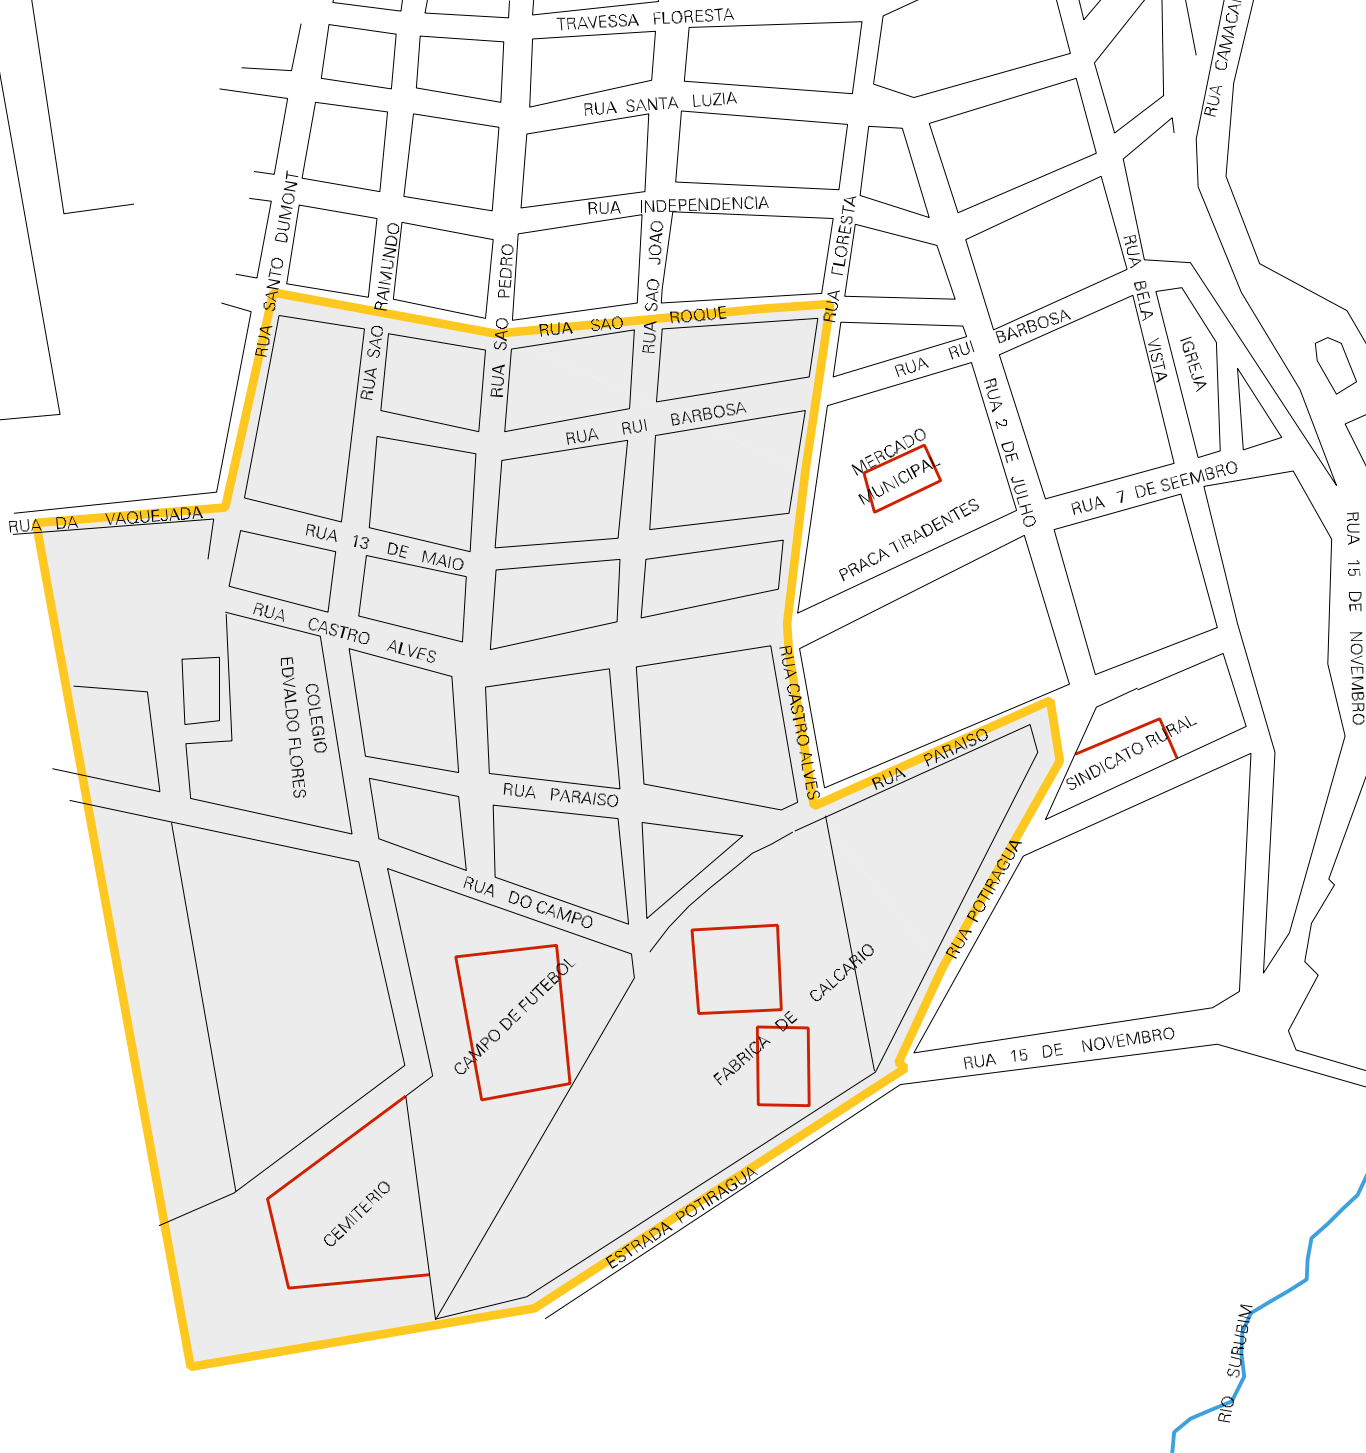 TRAVESSA FLORESTA
RUA CAMACAN
RUA SANTA LUZIA
RUA INDEPENDENCIA
RUA SANTO DUMONT
RUA SAO RAIMUNDO
RUA SAO PEDRO
RUA SAO JOAO
RUA FLORESTA
RUA SAO ROQUE
RUA RUI BARBOSA
RUA BELA VISTA
IGREJA
RUA RUI BARBOSA
RUA 2 DE JULHO
MERCADO
MUNICIPAL
RUA 7 DE SEEMBRO
PRACA TIRADENTES
RUA DA VAQUEJADA
RUA 13 DE MAIO
RUA CASTRO ALVES
COLEGIO
EDVALDO FLORES
RUA CASTRO ALVES
RUA 15 DE NOVEMBRO
RUA PARAISO
RUA PARAISO
SINDICATO RURAL
RUA DO CAMPO
RUA POTIRAGUA
CAMPO DE FUTEBOL
FABRICA DE CALCARIO
RUA 15 DE NOVEMBRO
CEMITERIO
ESTRADA POTIRAGUA
RIO SURUBIM